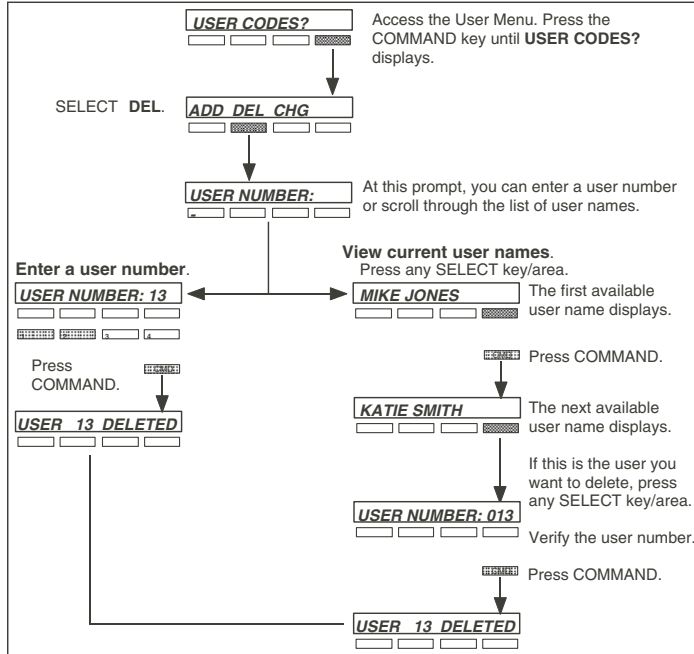 USER CODES?
Access the User Menu. Press the
COMMAND key until USER CODES?
displays.
SELECT DEL.
ADD DEL CHG
USER NUMBER:
At this prompt, you can enter a user number
or scroll through the list of user names.
Enter a user number.
USER NUMBER: 13
3 4
Press
COMMAND.
CMD
USER 13 DELETED
View current user names.
Press any SELECT key/area.
MIKE JONES
The first available
user name displays.
CMD
Press COMMAND.
KATIE SMITH
The next available
user name displays.
If this is the user you
want to delete, press
any SELECT key/area.
USER NUMBER: 013
Verify the user number.
CMD
Press COMMAND.
USER 13 DELETED